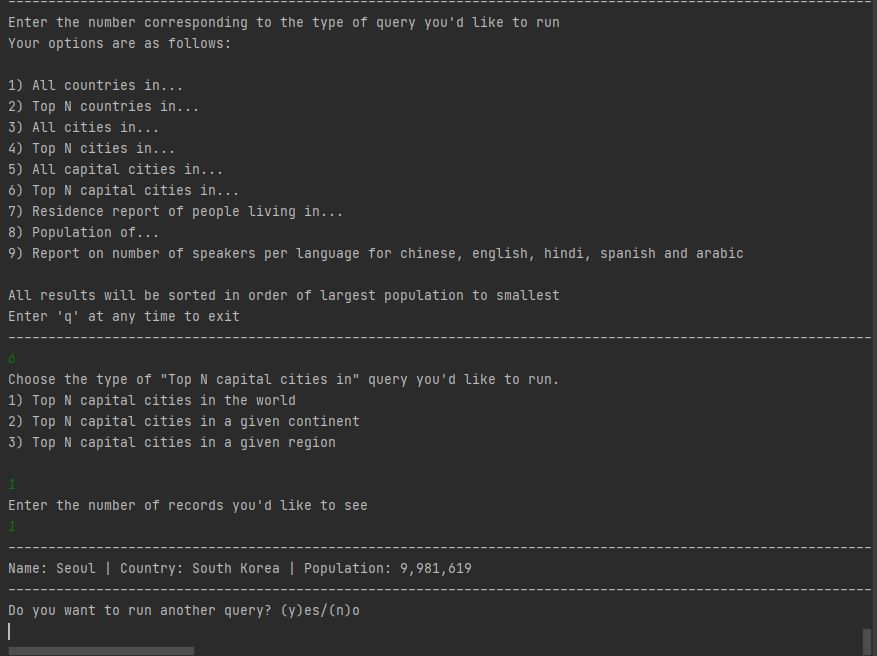 Enter the number corresponding to the type of query you'd like to run
Your options are as follows:
1) All countries in...
2) Top N countries in...
3) All cities in...
4) Top N cities in...
5) All capital cities in...
6) Top N capital cities in...
7) Residence report of people living in...
8) Population of...
9) Report on number of speakers per language for chinese, english, hindi, spanish and arabic
All results will be sorted in order of largest population to smallest
Enter 'q' at any time to exit
6
Choose the type of "Top N capital cities in" query you'd like to run.
1) Top N capital cities in the world
2) Top N capital cities in a given continent
3) Top N capital cities in a given region
1
Enter the number of records you'd like to see
1
Name: Seoul | Country: South Korea | Population: 9,981,619
Do you want to run another query? (y)es/(n)o